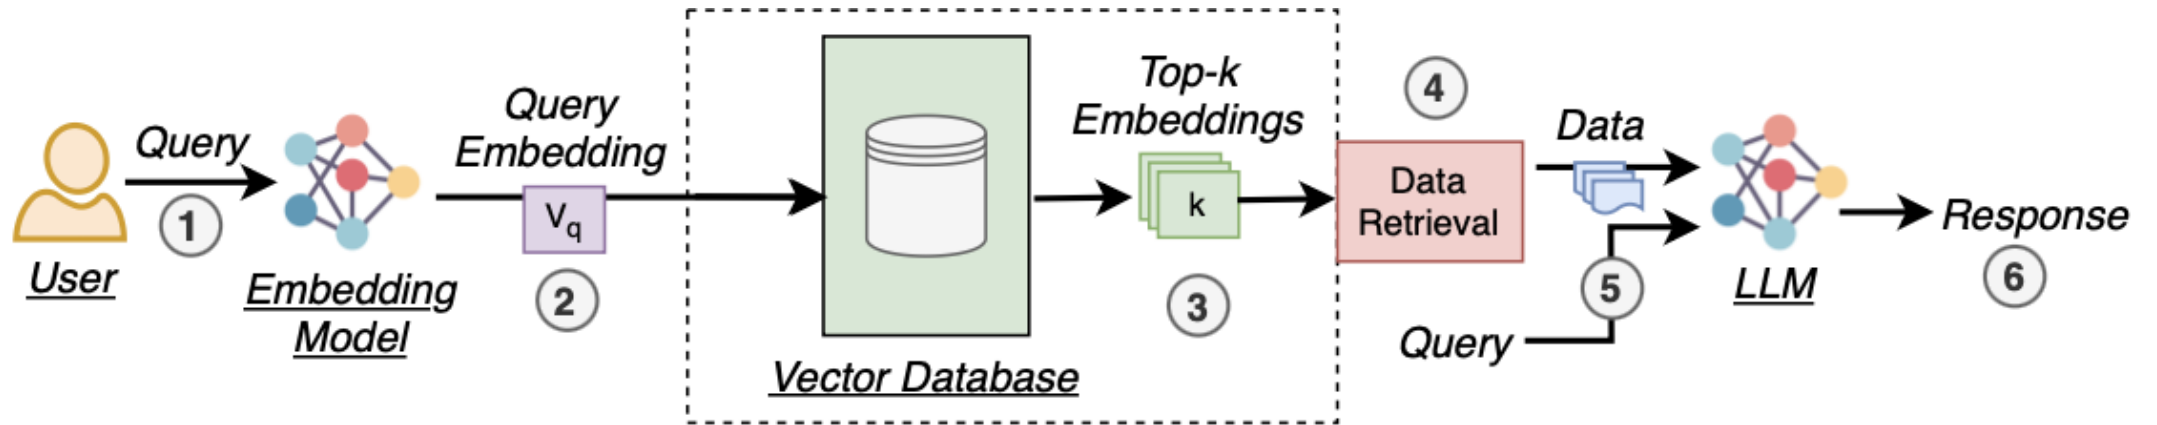 User
Query
1
Embedding
Model
Query
Embedding
Vq
2
Vector Database
Top-k
Embeddings
k
3
4
Data
Retrieval
Data
Query
5
LLM
Response
6